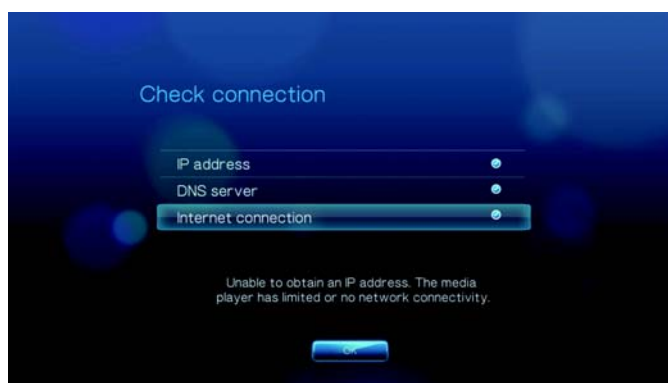 Check connection
IP address
DNS server
Internet connection
Unable to obtain an IP address. The media
player has limited or no network connectivity.
OK